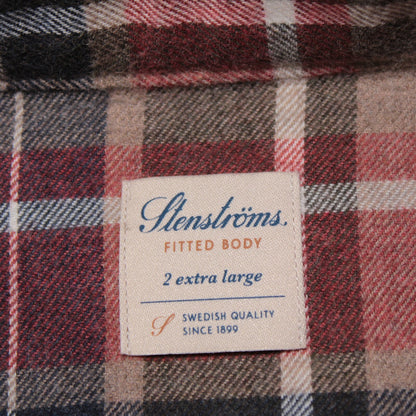 Stenströms.
FITTED BODY
2 extra large
S SWEDISH QUALITY
SINCE 1899